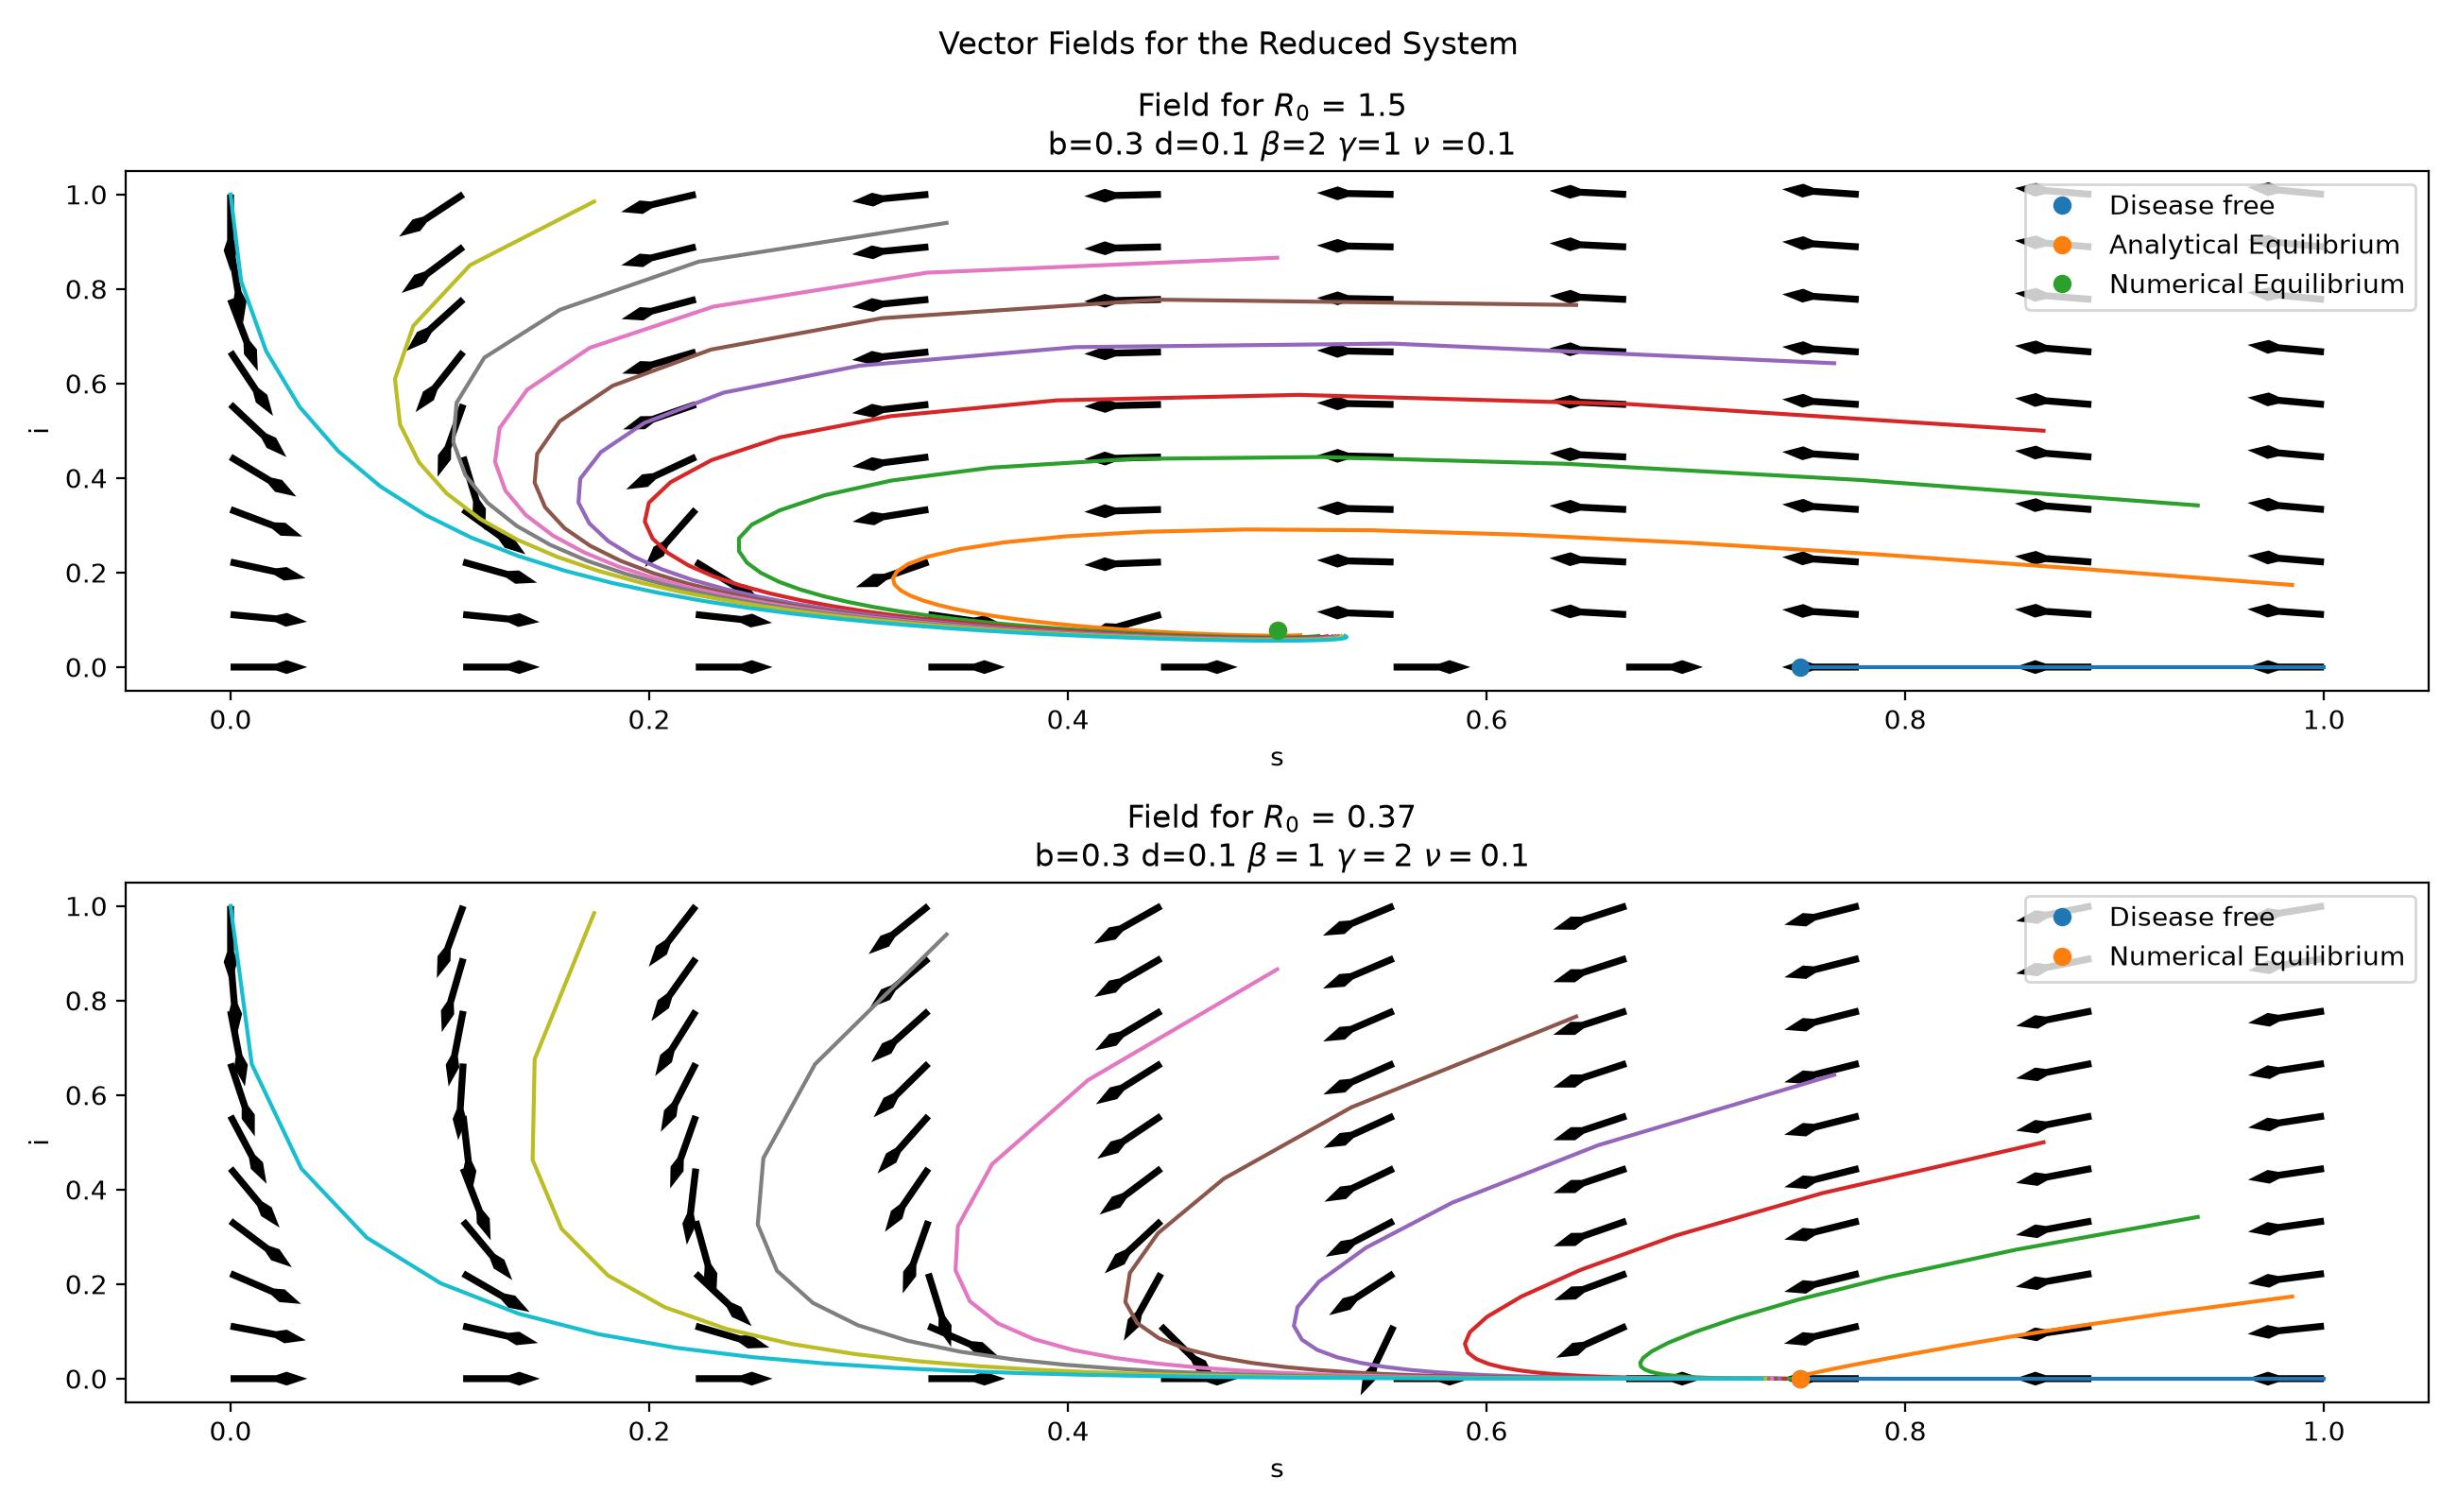 Vector Fields for the Reduced System
Field for R₀ = 1.5
b=0.3 d=0.1 β=2 γ=1 ν =0.1
1.0
0.8
0.6
0.4
0.2
0.0
i
Disease free
Analytical Equilibrium
Numerical Equilibrium
0.0 0.2 0.4 0.6 0.8 1.0
s
Field for R₀ = 0.37
b=0.3 d=0.1 β = 1 γ = 2 ν = 0.1
1.0
0.8
0.6
0.4
0.2
0.0
i
Disease free
Numerical Equilibrium
0.0 0.2 0.4 0.6 0.8 1.0
s